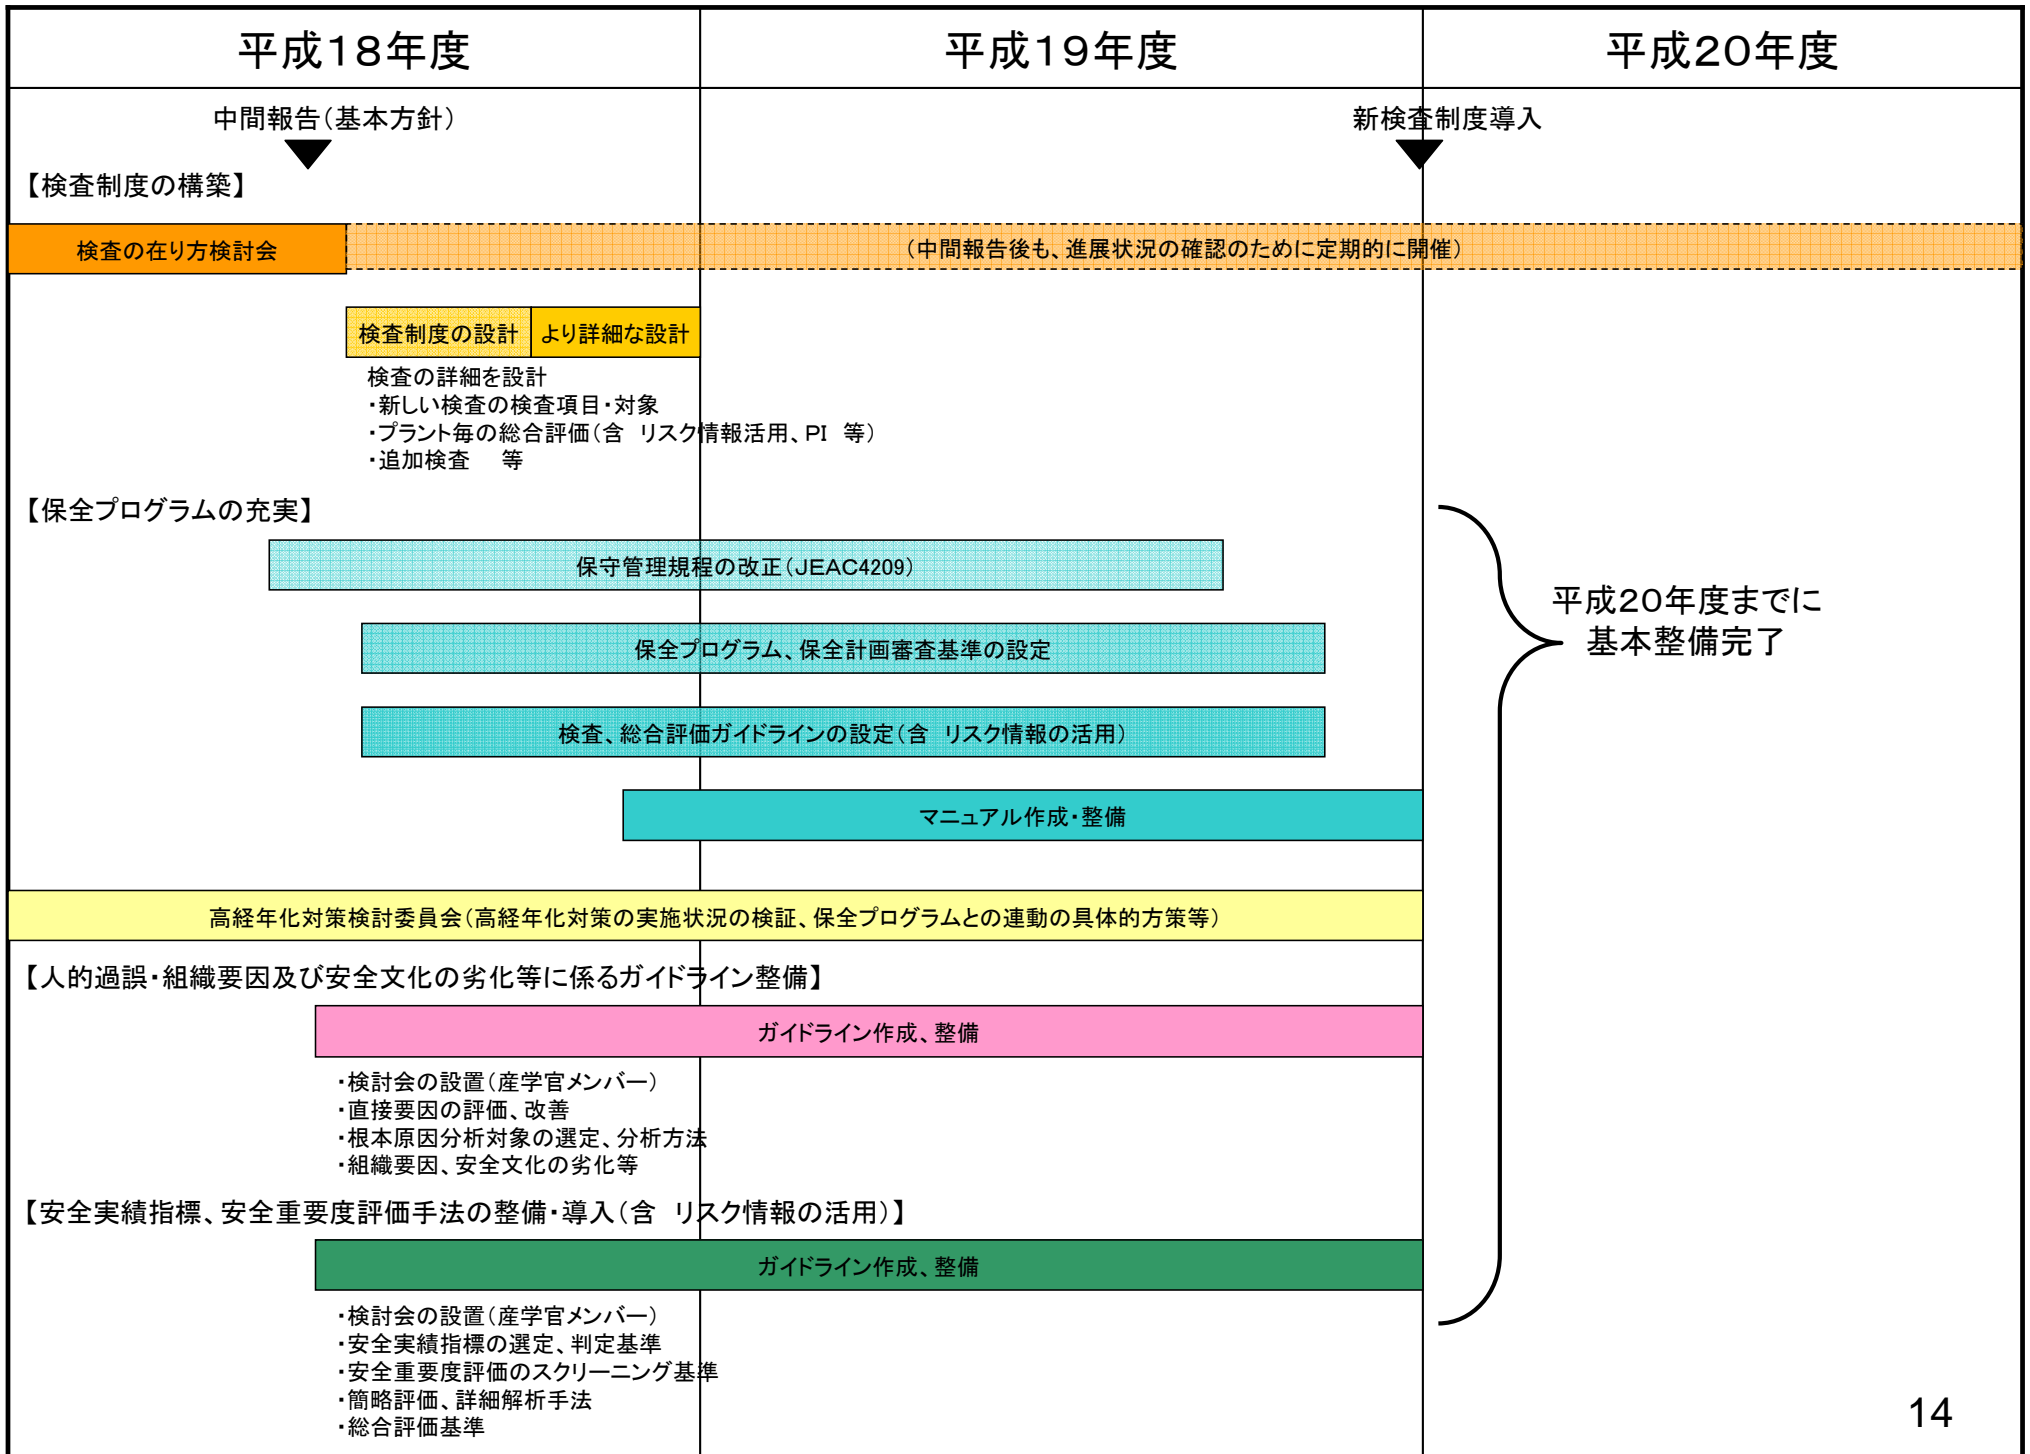 平成18年度
平成19年度
平成20年度
中間報告(基本方針)
新検査制度導入
【検査制度の構築】
検査の在り方検討会
(中間報告後も、進展状況の確認のために定期的に開催)
検査制度の設計
より詳細な設計
検査の詳細を設計
・新しい検査の検査項目・対象
・プラント毎の総合評価(含 リスク情報活用、PI 等)
・追加検査 等
【保全プログラムの充実】
保守管理規程の改正(JEAC4209)
保全プログラム、保全計画審査基準の設定
検査、総合評価ガイドラインの設定(含 リスク情報の活用)
マニュアル作成・整備
平成20年度までに
基本整備完了
高経年化対策検討委員会(高経年化対策の実施状況の検証、保全プログラムとの連動の具体的方策等)
【人的過誤・組織要因及び安全文化の劣化等に係るガイドライン整備】
ガイドライン作成、整備
・検討会の設置(産学官メンバー)
・直接要因の評価、改善
・根本原因分析対象の選定、分析方法
・組織要因、安全文化の劣化等
【安全実績指標、安全重要度評価手法の整備・導入(含 リスク情報の活用)】
ガイドライン作成、整備
・検討会の設置(産学官メンバー)
・安全実績指標の選定、判定基準
・安全重要度評価のスクリーニング基準
・簡略評価、詳細解析手法
・総合評価基準
14